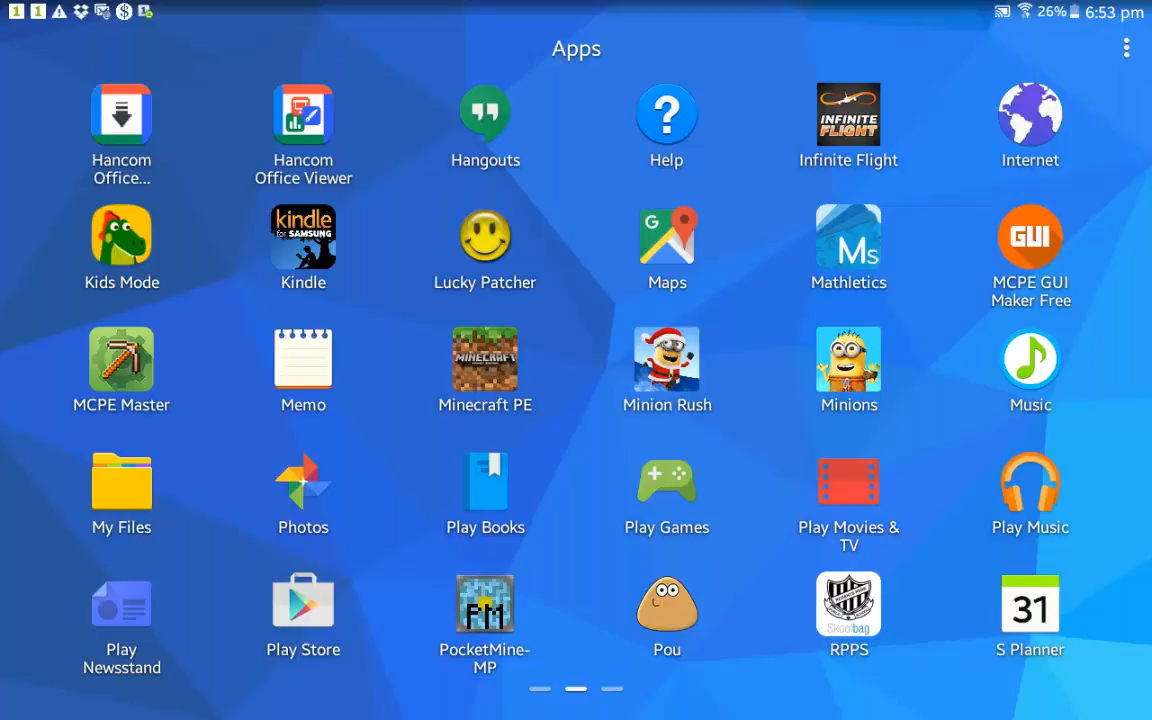 1 1 26% 6:53 pm
Apps
INFINITE
FLIGHT
Hancom
Office...
Hancom
Office Viewer
Hangouts
Help
Infinite Flight
Internet
kindle
for SAMSUNG
G
Ms
GUI
Kids Mode
Kindle
Lucky Patcher
Maps
Mathletics
MCPE GUI
Maker Free
MINECRAFT
MCPE Master
Memo
Minecraft PE
Minion Rush
Minions
Music
My Files
Photos
Play Books
Play Games
Play Movies &
TV
Play Music
PM
Skoolbag
31
Play
Newsstand
Play Store
PocketMine-
MP
Pou
RPPS
S Planner